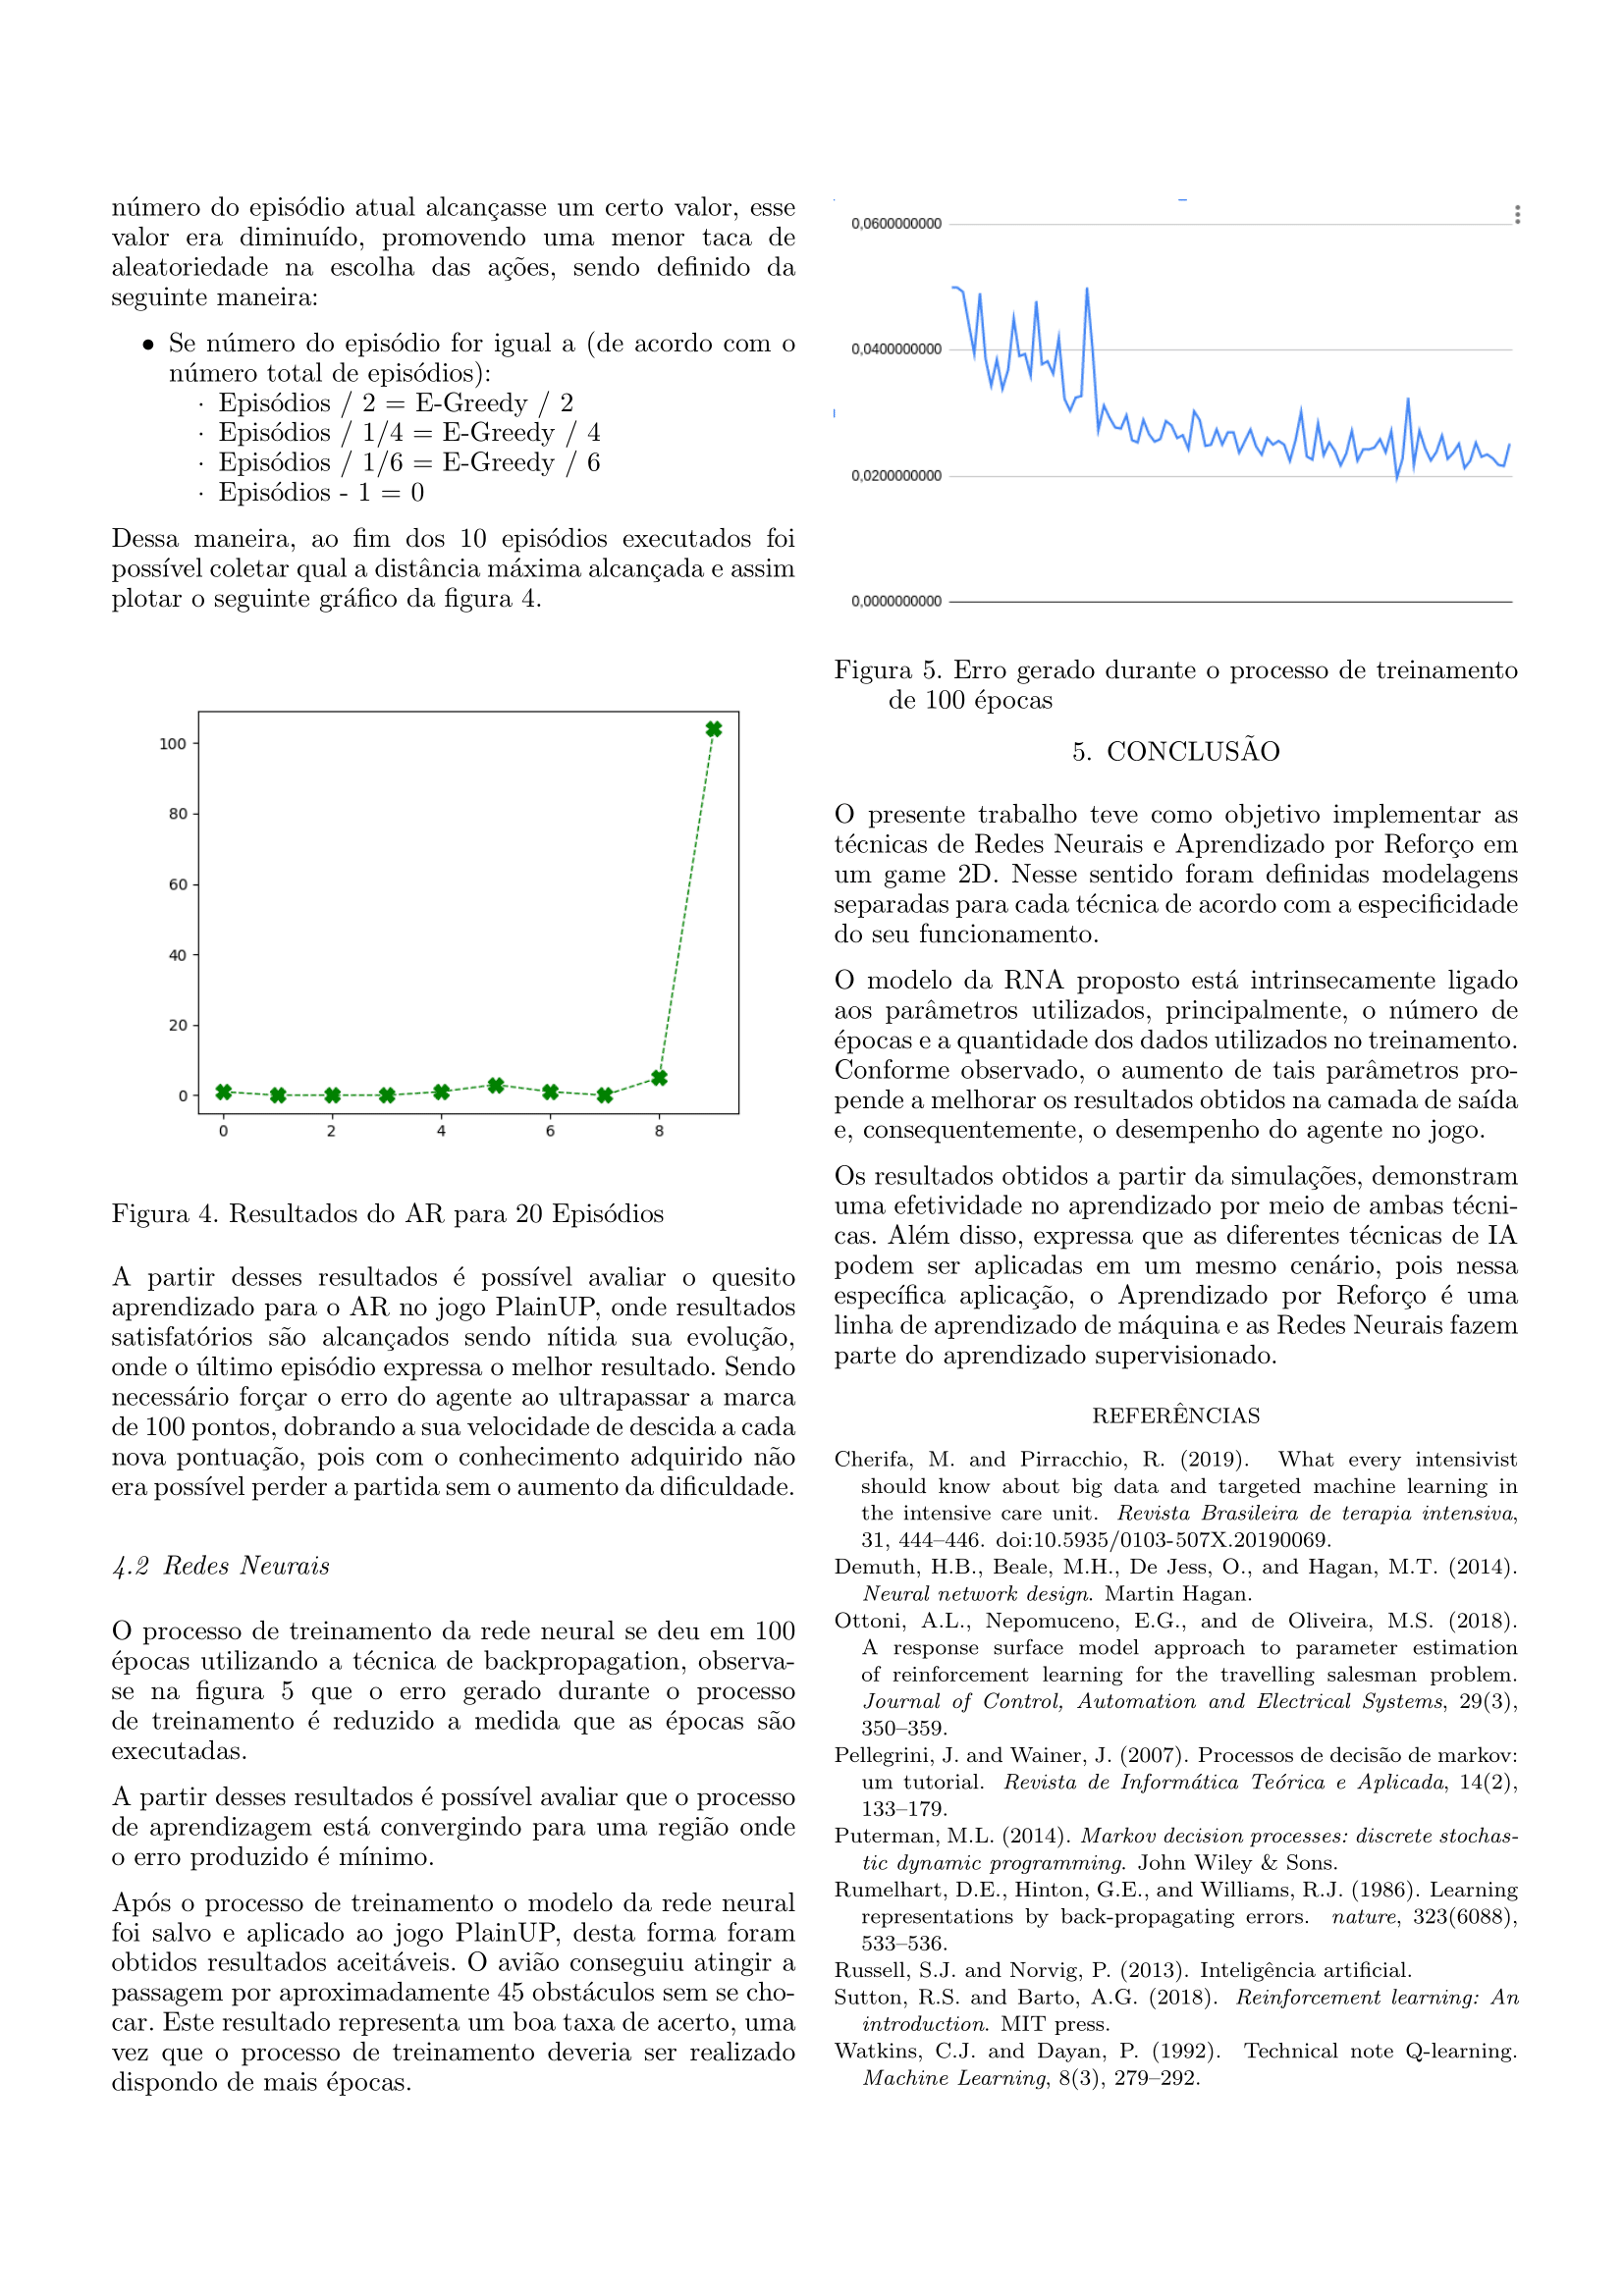 número do episódio atual alcançasse um certo valor, esse
valor era diminuído, promovendo uma menor taca de
aleatoriedade na escolha das ações, sendo definido da
seguinte maneira:
• Se número do episódio for igual a (de acordo com o
número total de episódios):
· Episódios / 2 = E-Greedy / 2
· Episódios / 1/4 = E-Greedy / 4
· Episódios / 1/6 = E-Greedy / 6
· Episódios - 1 = 0
Dessa maneira, ao fim dos 10 episódios executados foi
possível coletar qual a distância máxima alcançada e assim
plotar o seguinte gráfico da figura 4.
100
80
60
40
20
0
0 2 4 6 8
Figura 4. Resultados do AR para 20 Episódios
A partir desses resultados é possível avaliar o quesito
aprendizado para o AR no jogo PlainUP, onde resultados
satisfatórios são alcançados sendo nítida sua evolução,
onde o último episódio expressa o melhor resultado. Sendo
necessário forçar o erro do agente ao ultrapassar a marca
de 100 pontos, dobrando a sua velocidade de descida a cada
nova pontuação, pois com o conhecimento adquirido não
era possível perder a partida sem o aumento da dificuldade.
4.2 Redes Neurais
O processo de treinamento da rede neural se deu em 100
épocas utilizando a técnica de backpropagation, observa-
se na figura 5 que o erro gerado durante o processo
de treinamento é reduzido a medida que as épocas são
executadas.
A partir desses resultados é possível avaliar que o processo
de aprendizagem está convergindo para uma região onde
o erro produzido é mínimo.
Após o processo de treinamento o modelo da rede neural
foi salvo e aplicado ao jogo PlainUP, desta forma foram
obtidos resultados aceitáveis. O avião conseguiu atingir a
passagem por aproximadamente 45 obstáculos sem se cho-
car. Este resultado representa um boa taxa de acerto, uma
vez que o processo de treinamento deveria ser realizado
dispondo de mais épocas.
0,0600000000
0,0400000000
0,0200000000
0,0000000000
Figura 5. Erro gerado durante o processo de treinamento
de 100 épocas
5. CONCLUSÃO
O presente trabalho teve como objetivo implementar as
técnicas de Redes Neurais e Aprendizado por Reforço em
um game 2D. Nesse sentido foram definidas modelagens
separadas para cada técnica de acordo com a especificidade
do seu funcionamento.
O modelo da RNA proposto está intrinsecamente ligado
aos parâmetros utilizados, principalmente, o número de
épocas e a quantidade dos dados utilizados no treinamento.
Conforme observado, o aumento de tais parâmetros pro-
pende a melhorar os resultados obtidos na camada de saída
e, consequentemente, o desempenho do agente no jogo.
Os resultados obtidos a partir da simulações, demonstram
uma efetividade no aprendizado por meio de ambas técni-
cas. Além disso, expressa que as diferentes técnicas de IA
podem ser aplicadas em um mesmo cenário, pois nessa
específica aplicação, o Aprendizado por Reforço é uma
linha de aprendizado de máquina e as Redes Neurais fazem
parte do aprendizado supervisionado.
REFERÊNCIAS
Cherifa, M. and Pirracchio, R. (2019). What every intensivist
should know about big data and targeted machine learning in
the intensive care unit. Revista Brasileira de terapia intensiva,
31, 444–446. doi:10.5935/0103-507X.20190069.
Demuth, H.B., Beale, M.H., De Jess, O., and Hagan, M.T. (2014).
Neural network design. Martin Hagan.
Ottoni, A.L., Nepomuceno, E.G., and de Oliveira, M.S. (2018).
A response surface model approach to parameter estimation
of reinforcement learning for the travelling salesman problem.
Journal of Control, Automation and Electrical Systems, 29(3),
350–359.
Pellegrini, J. and Wainer, J. (2007). Processos de decisão de markov:
um tutorial. Revista de Informática Teórica e Aplicada, 14(2),
133–179.
Puterman, M.L. (2014). Markov decision processes: discrete stochas-
tic dynamic programming. John Wiley & Sons.
Rumelhart, D.E., Hinton, G.E., and Williams, R.J. (1986). Learning
representations by back-propagating errors. nature, 323(6088),
533–536.
Russell, S.J. and Norvig, P. (2013). Inteligência artificial.
Sutton, R.S. and Barto, A.G. (2018). Reinforcement learning: An
introduction. MIT press.
Watkins, C.J. and Dayan, P. (1992). Technical note Q-learning.
Machine Learning, 8(3), 279–292.